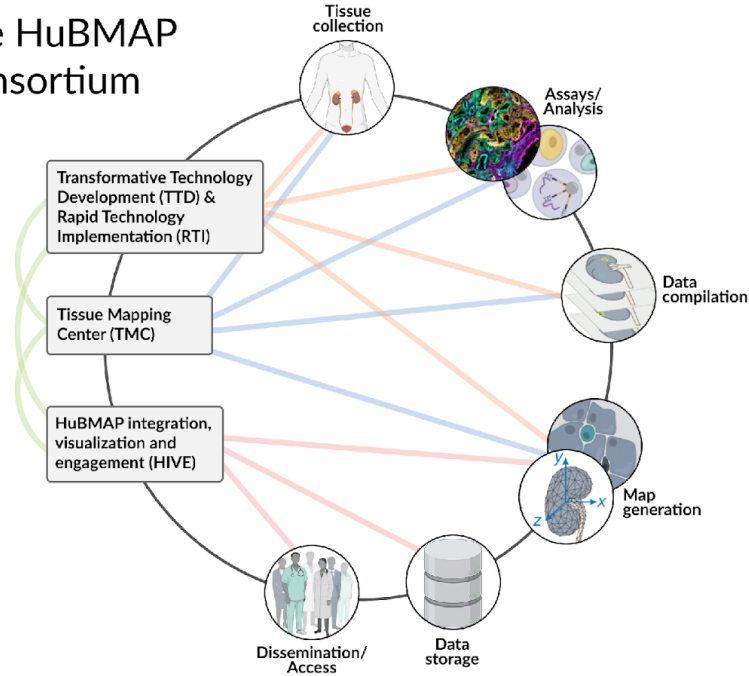 e HuBMAP
nsortium
Tissue
collection
Assays/
Analysis
Transformative Technology
Development (TTD) &
Rapid Technology
Implementation (RTI)
Data
compilation
Tissue Mapping
Center (TMC)
HuBMAP integration,
visualization and
engagement (HIVE)
y
x
z
Map
generation
Dissemination/
Access
Data
storage